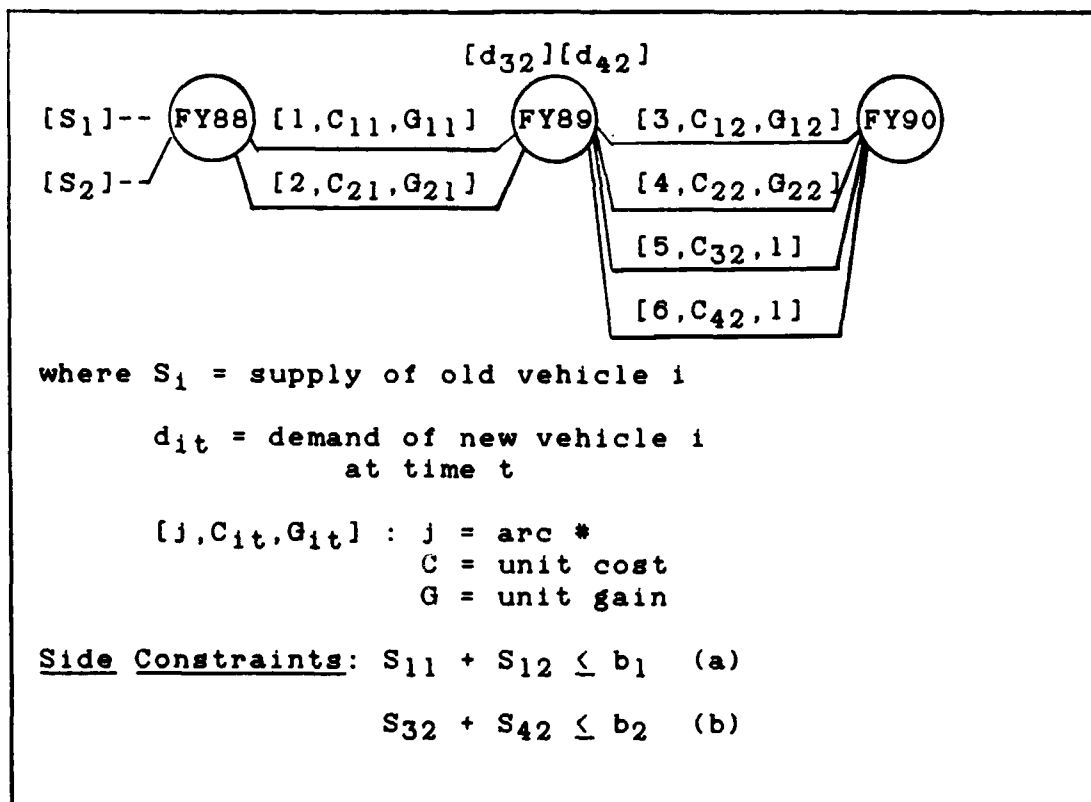 [d32][d42]
[S1]-- FY88 [1,C11,G11] FY89 [3,C12,G12] FY90
[S2]-- [2,C21,G21] [4,C22,G22]
[5,C32,1]
[6,C42,1]
where Si = supply of old vehicle i
dit = demand of new vehicle i
at time t
[j,Cit,Git] : j = arc #
C = unit cost
G = unit gain
Side Constraints: S11 + S12 ≤ b1 (a)
S32 + S42 ≤ b2 (b)